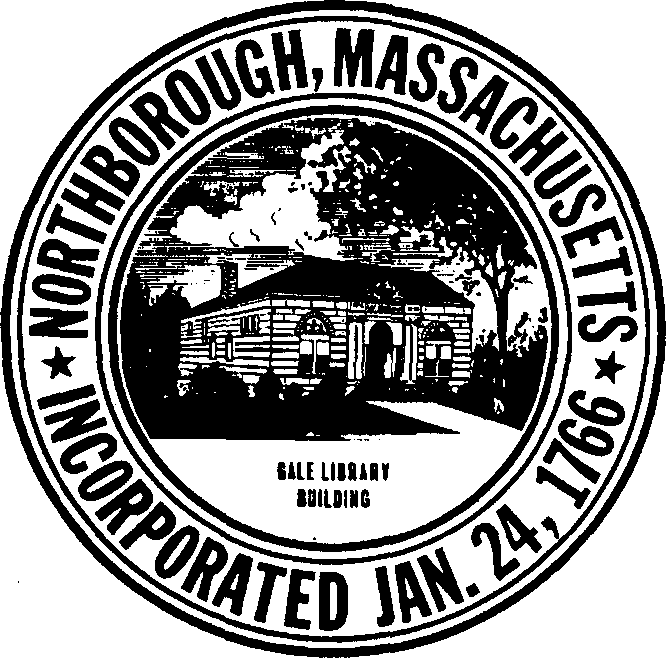 NORTHBOROUGH, MASSACHUSETTS
GALE LIBRARY
BUILDING
INCORPORATED JAN. 24, 1766